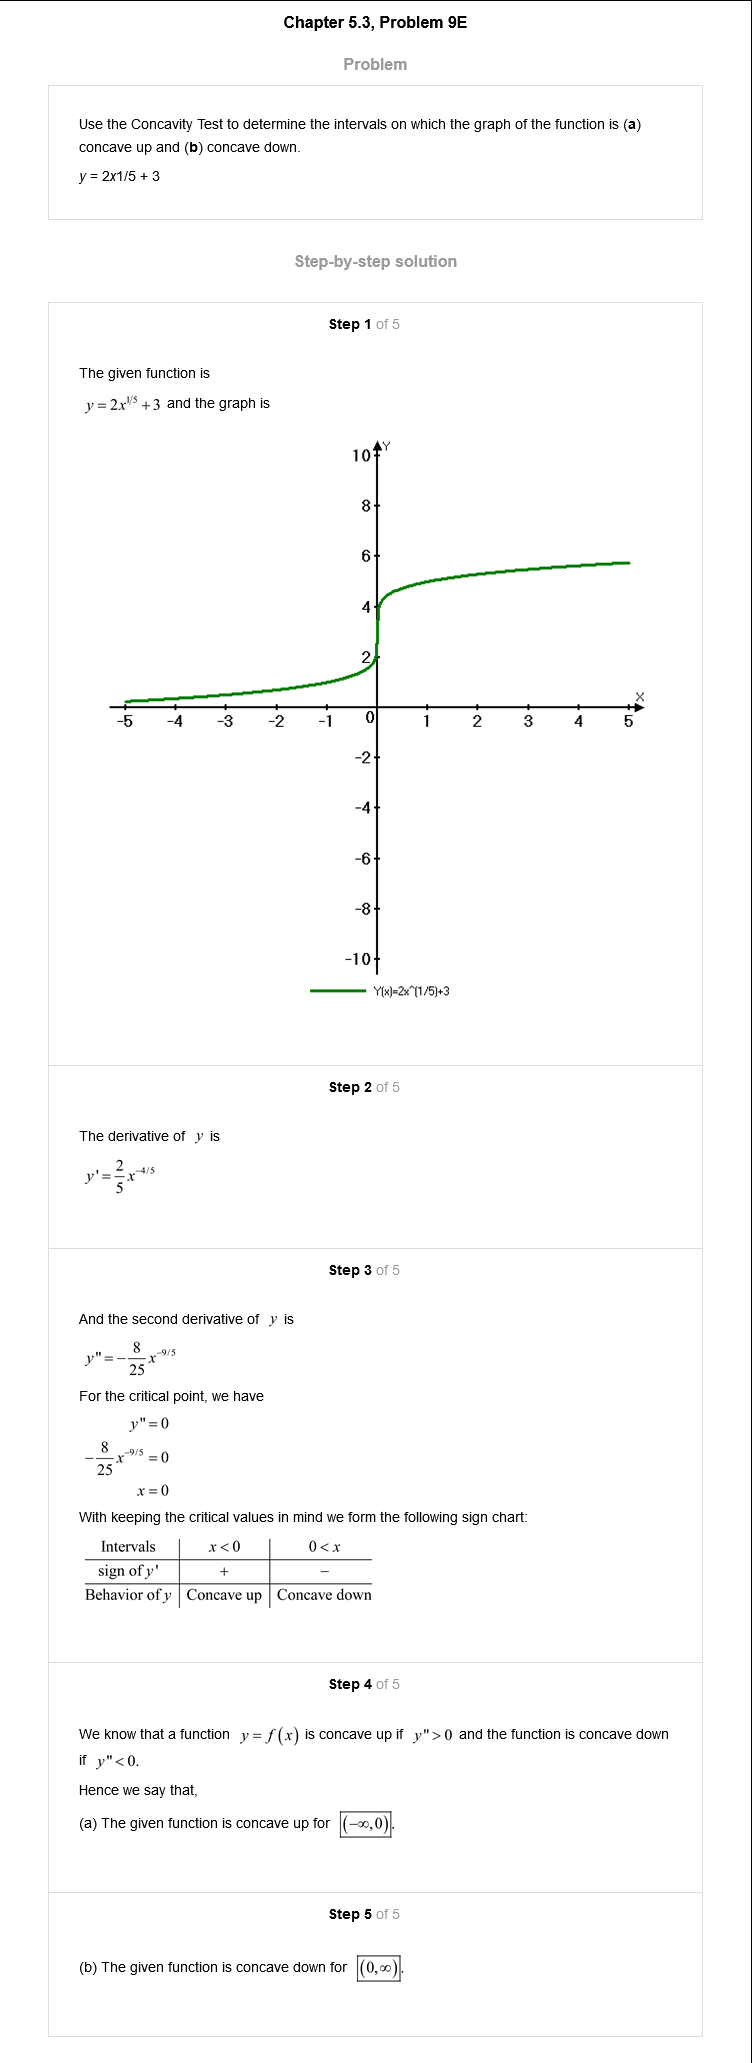 Chapter 5.3, Problem 9E
Problem
Use the Concavity Test to determine the intervals on which the graph of the function is (a)
concave up and (b) concave down.
y = 2x1/5 + 3
Step-by-step solution
Step 1 of 5
The given function is
y = 2x^{1/5} + 3 and the graph is
Y
10
8
6
4
2
X
-5 -4 -3 -2 -1 0 1 2 3 4 5
-2
-4
-6
-8
-10
Y(x)=2x^(1/5)+3
Step 2 of 5
The derivative of y is
y' = \frac{2}{5}x^{-4/5}
Step 3 of 5
And the second derivative of y is
y" = -\frac{8}{25}x^{-9/5}
For the critical point, we have
y" = 0
-\frac{8}{25}x^{-9/5} = 0
x = 0
With keeping the critical values in mind we form the following sign chart:
Intervals x < 0 0 < x
sign of y' + −
Behavior of y Concave up Concave down
Step 4 of 5
We know that a function y = f(x) is concave up if y" > 0 and the function is concave down
if y" < 0.
Hence we say that,
(a) The given function is concave up for (−∞,0).
Step 5 of 5
(b) The given function is concave down for (0,∞).